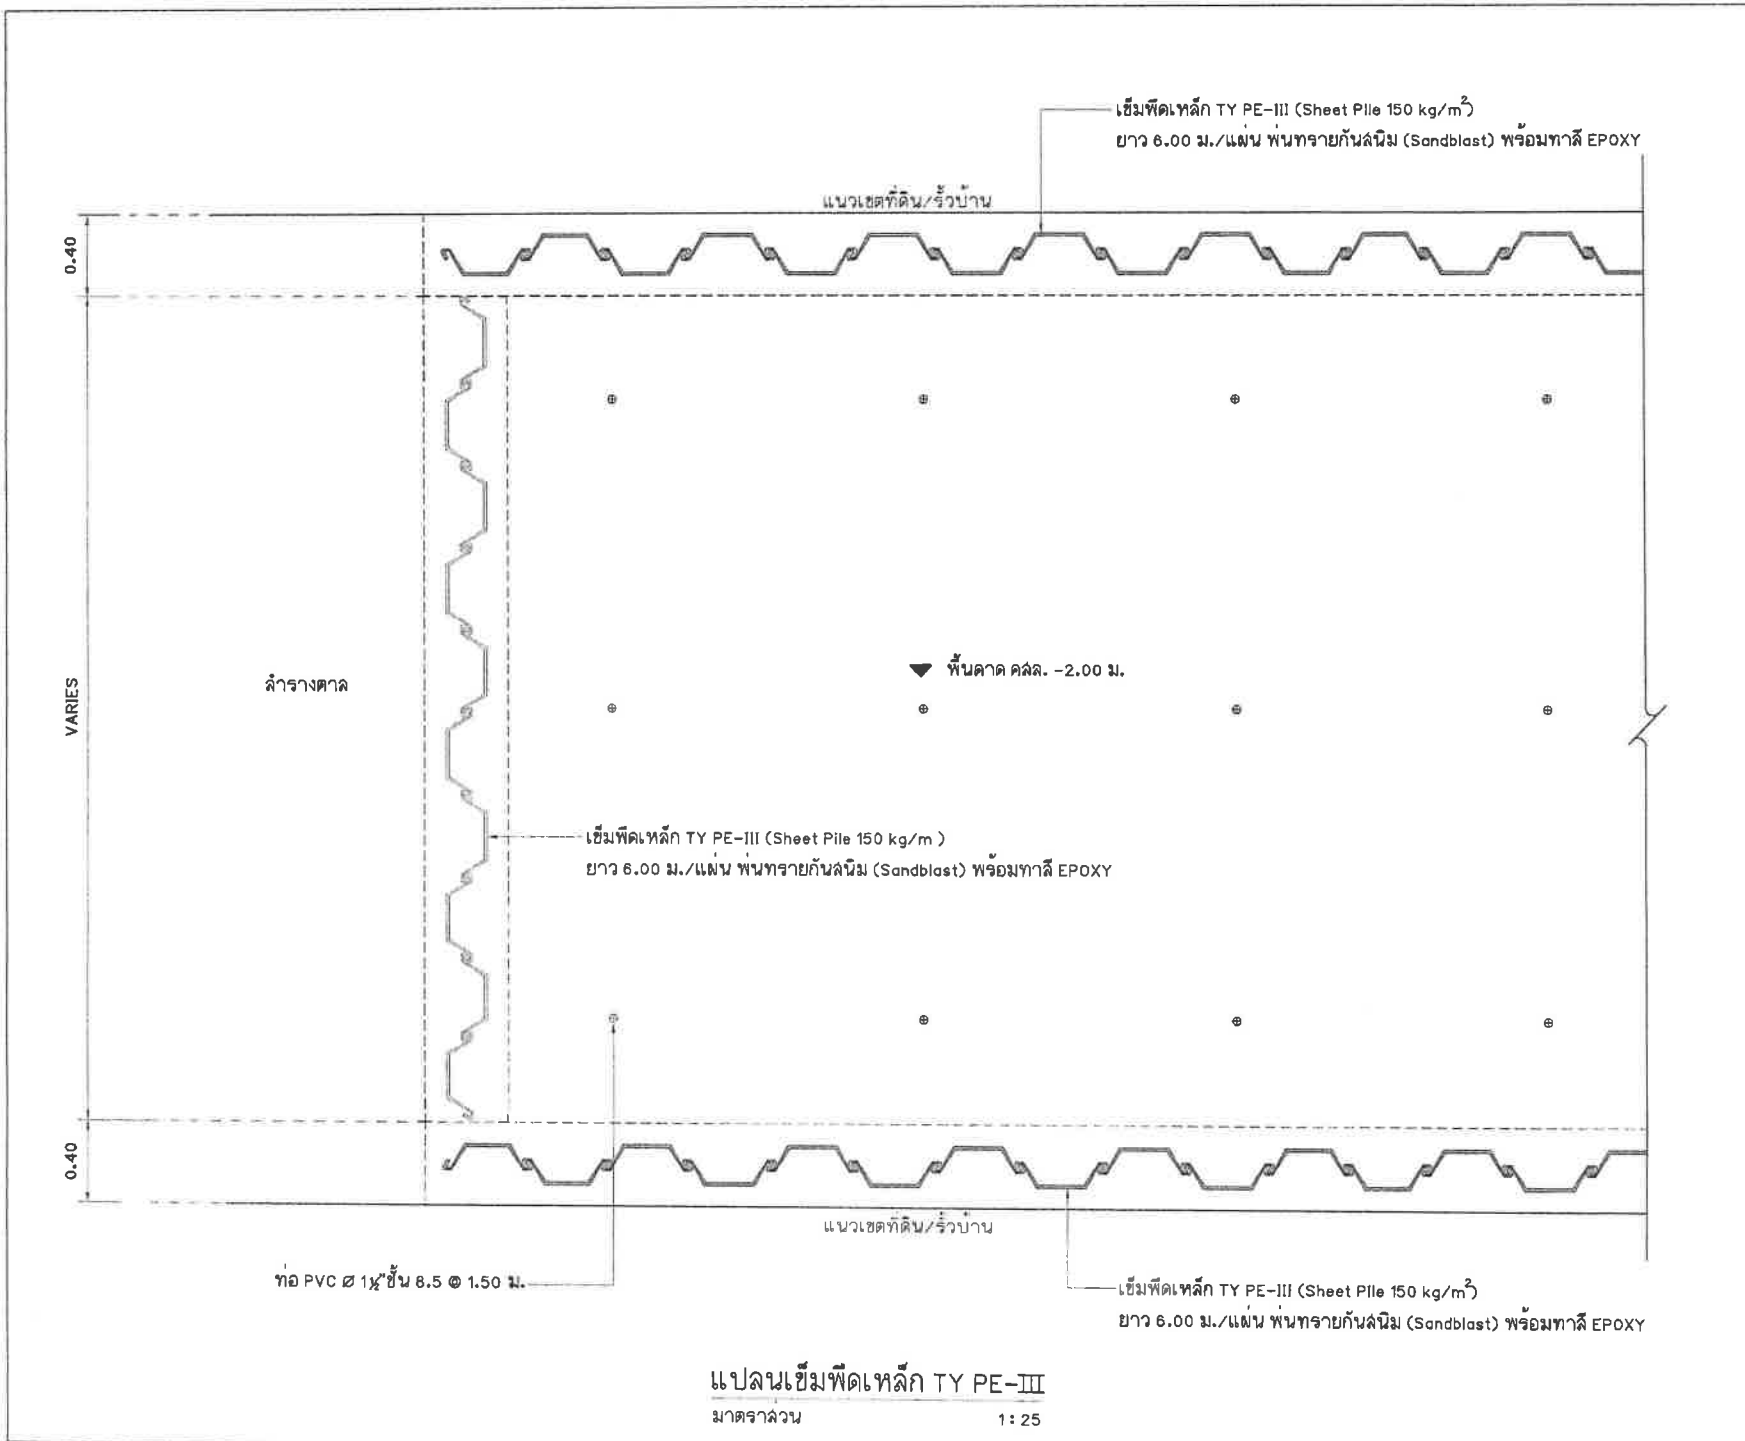 เข็มพืดเหล็ก TY PE-III (Sheet Pile 150 kg/m²)
ยาว 6.00 ม./แผ่น พ่นทรายกันสนิม (Sandblast) พร้อมทาสี EPOXY
แนวเขตที่ดิน/รั้วบ้าน
0.40
พื้นดาด คสล. -2.00 ม.
ลำรางตาล
VARIES
เข็มพืดเหล็ก TY PE-III (Sheet Pile 150 kg/m )
ยาว 6.00 ม./แผ่น พ่นทรายกันสนิม (Sandblast) พร้อมทาสี EPOXY
0.40
แนวเขตที่ดิน/รั้วบ้าน
ท่อ PVC Ø 1½" ชั้น 8.5 @ 1.50 ม.
เข็มพืดเหล็ก TY PE-III (Sheet Pile 150 kg/m²)
ยาว 6.00 ม./แผ่น พ่นทรายกันสนิม (Sandblast) พร้อมทาสี EPOXY
แปลนเข็มพืดเหล็ก TY PE-III
มาตราส่วน 1:25